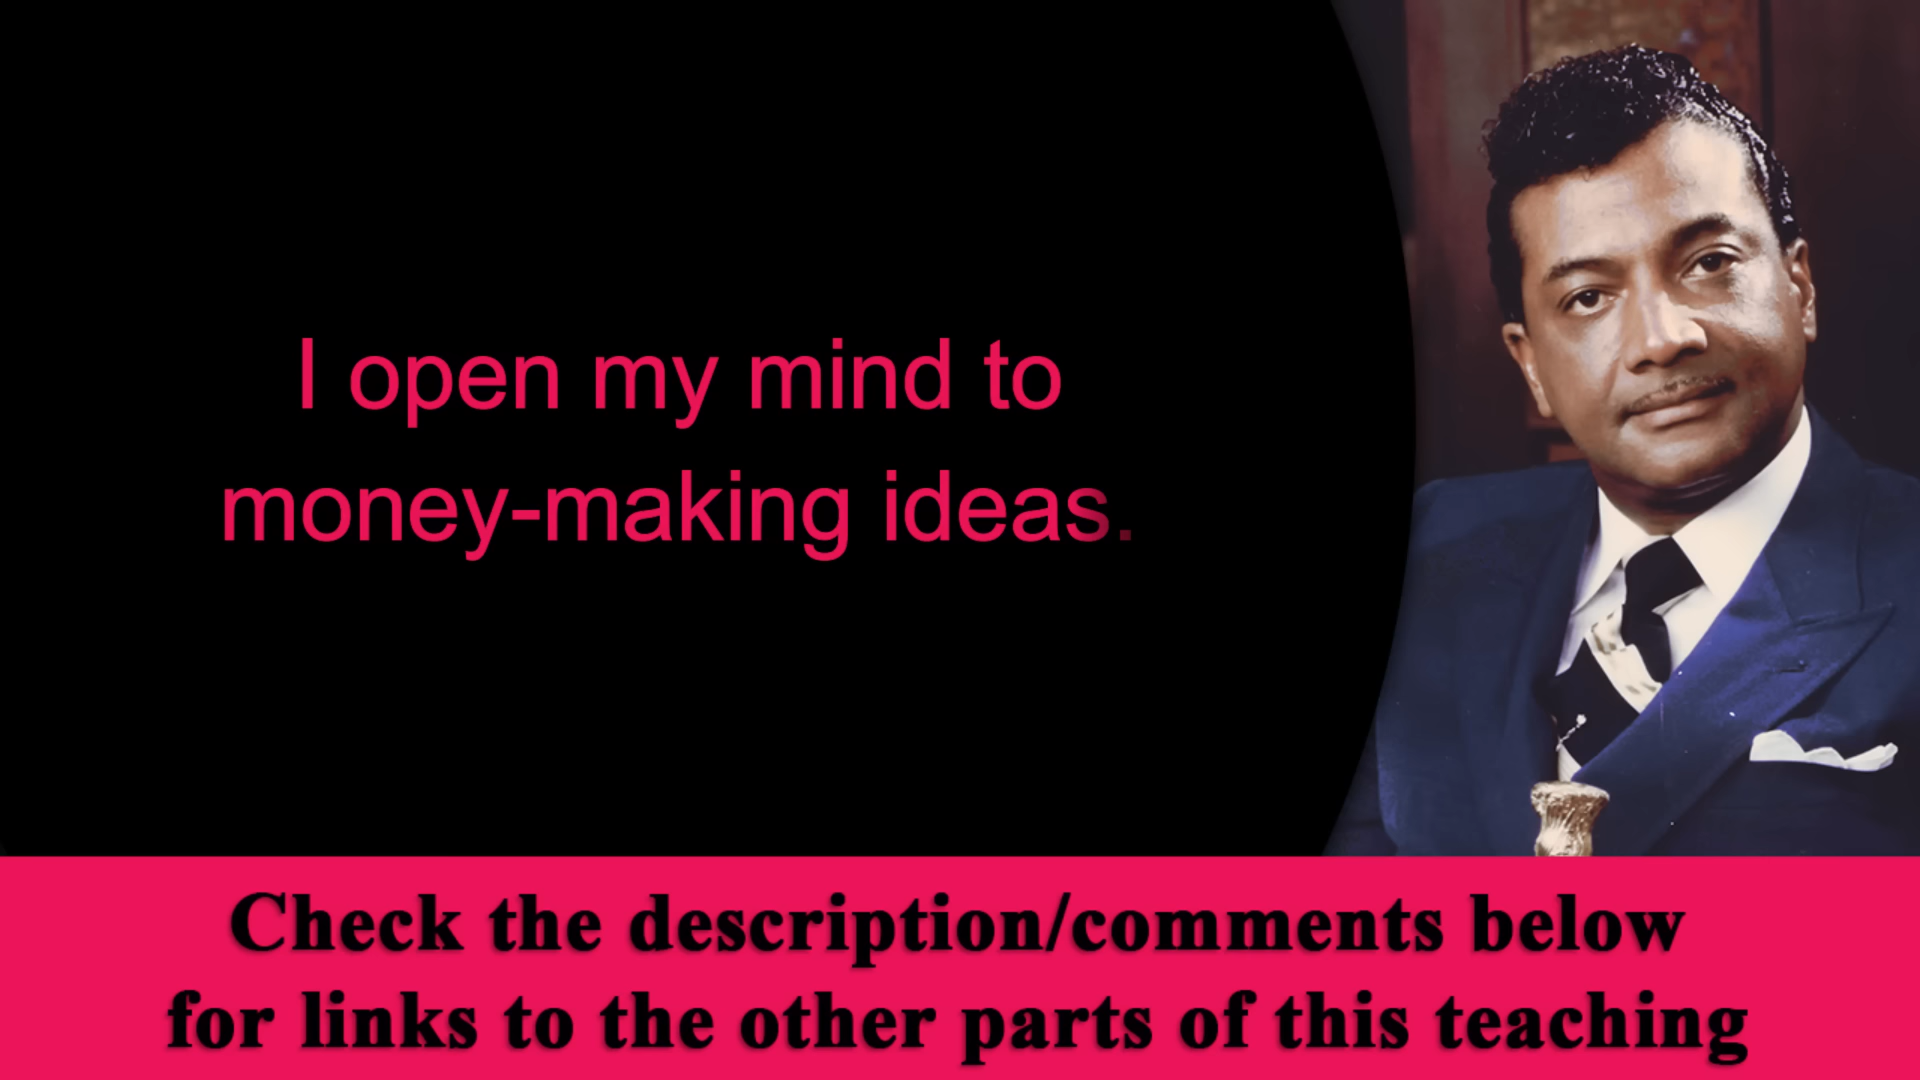 I open my mind to
money-making ideas.
Check the description/comments below
for links to the other parts of this teaching